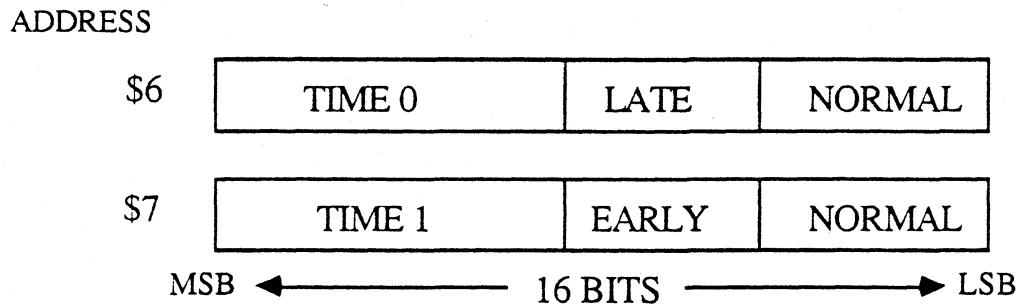 ADDRESS
$6 TIME 0 LATE NORMAL
$7 TIME 1 EARLY NORMAL
MSB 16 BITS LSB